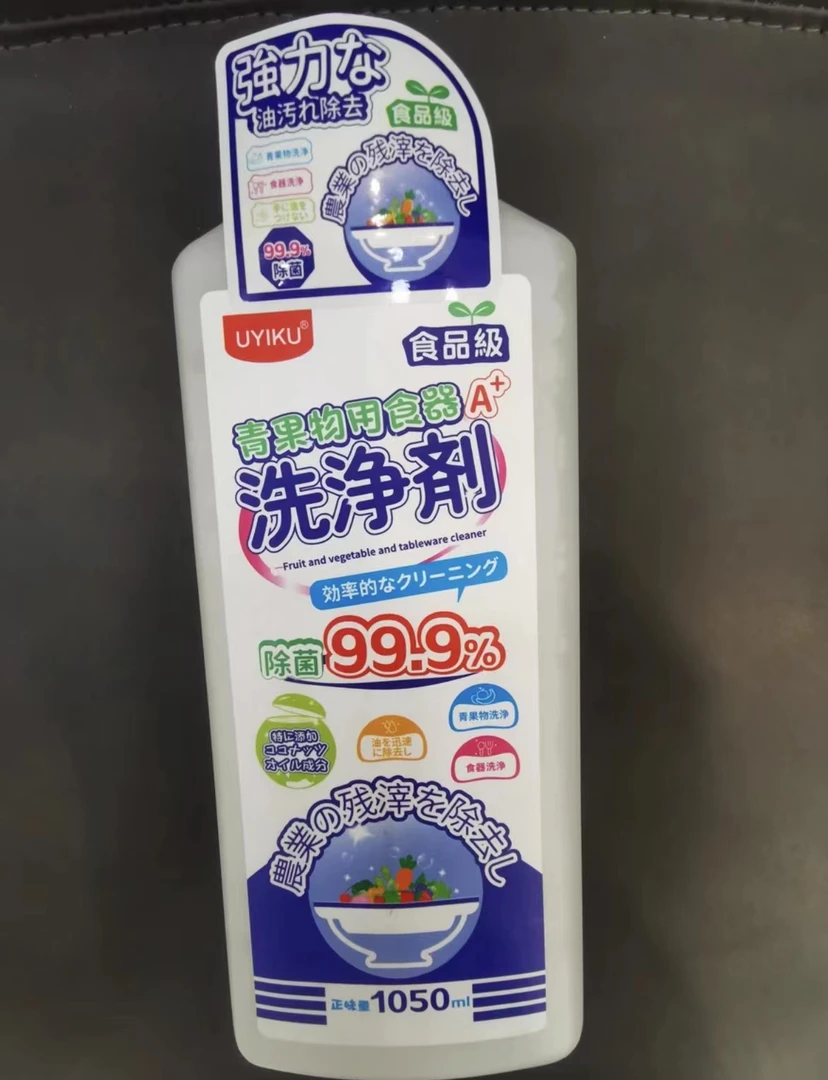 強力な
油汚れ除去
食品級
青果物洗浄
食器洗浄
手に油を
つけない
農業の残滓を除去し
99.9%
除菌
UYIKU®
食品級
青果物用食器 A+
洗浄剤
—Fruit and vegetable and tableware cleaner
効率的なクリーニング
除菌 99.9%
特に添加
ココナッツ
オイル成分
油を迅速
に除去し
青果物洗浄
食器洗浄
農業の残滓を除去し
正味量 1050ml